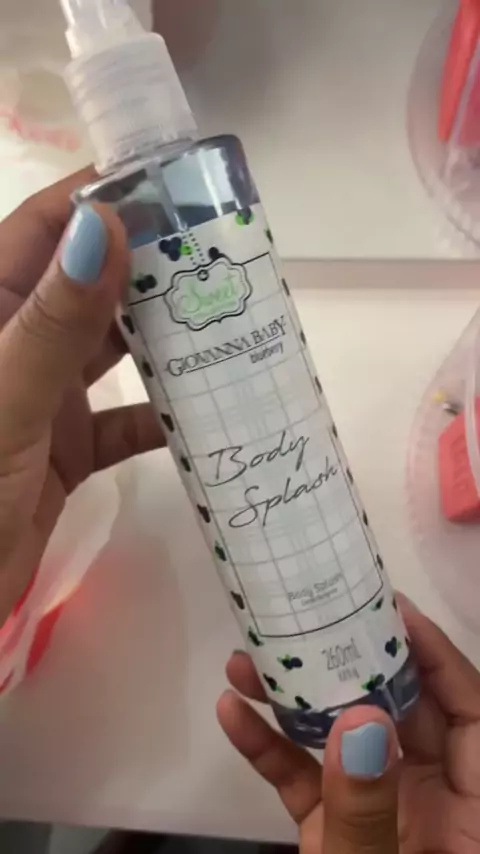 Sweet
GIOVANNA BABY
blueberry
Body
Splash
Body Splash
260mL